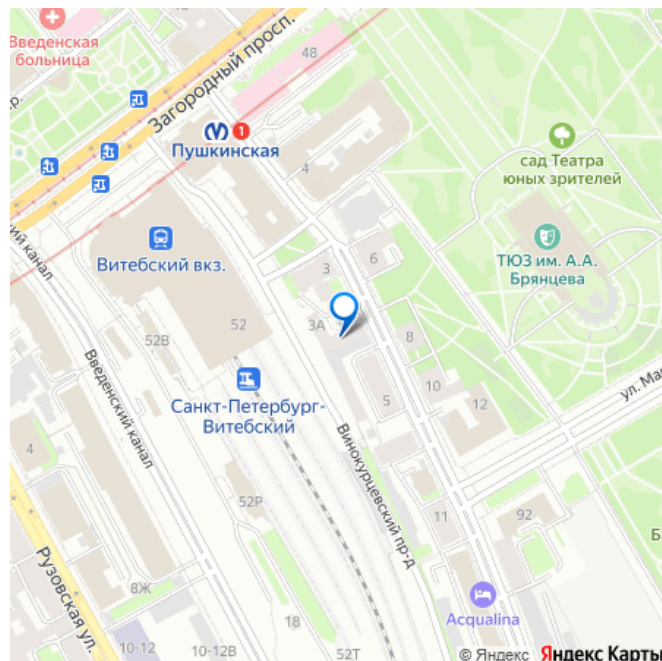 Введенская
больница
Загородный просп.
48
1
Пушкинская
4
сад Театра
юных зрителей
ТЮЗ им. А.А.
Брянцева
Витебский вкз.
3
6
канал
52В
52
3А
8
Введенский канал
Санкт-Петербург-
Витебский
5
10
12
ул. Ма
4
Винокурцевский пр-д
52Р
11
92
Рузовская ул.
8Ж
Acqualina
18
10-12
10-12В
52Т
© Яндекс Яндекс Карты